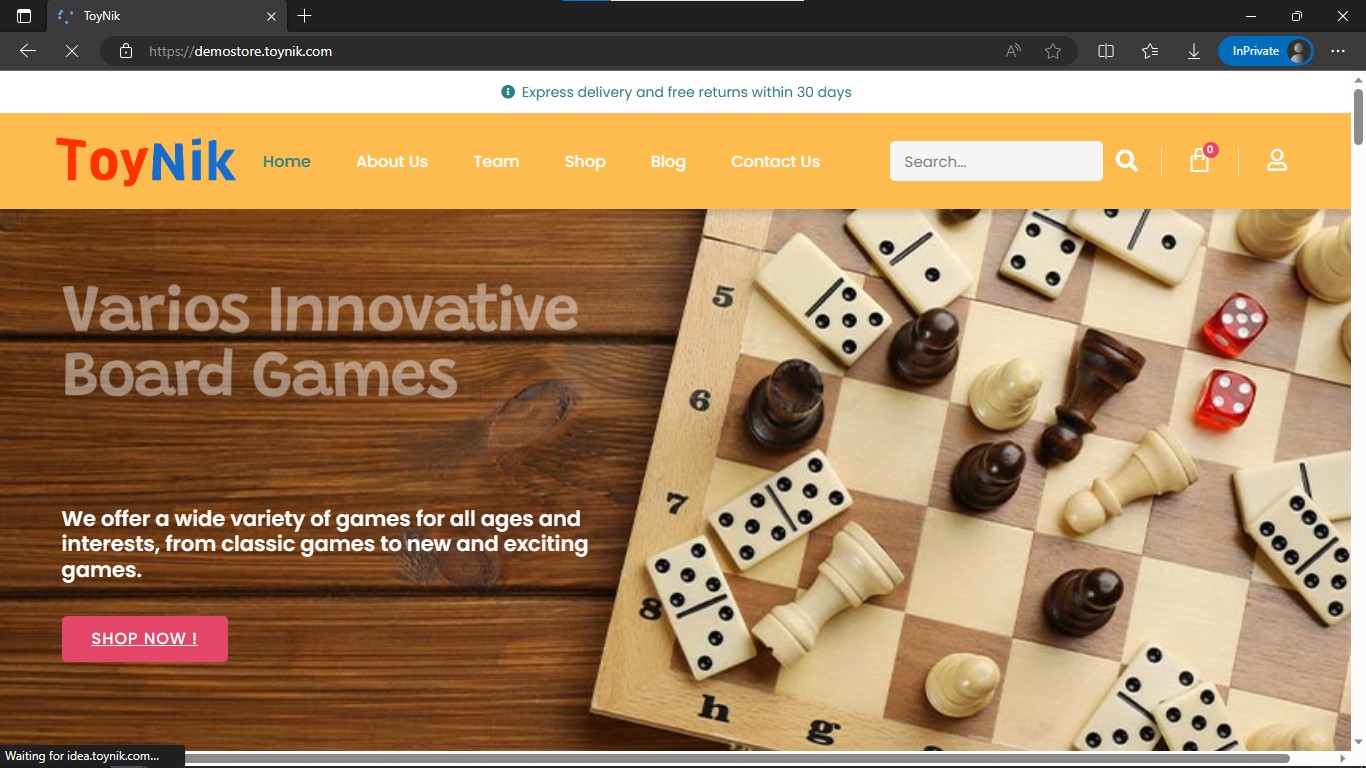 ToyNik
https://demostore.toynik.com
InPrivate
Express delivery and free returns within 30 days
ToyNik
Home
About Us
Team
Shop
Blog
Contact Us
Search...
0
Varios Innovative
Board Games
We offer a wide variety of games for all ages and
interests, from classic games to new and exciting
games.
SHOP NOW !
5
6
7
8
h
g
Waiting for idea.toynik.com...